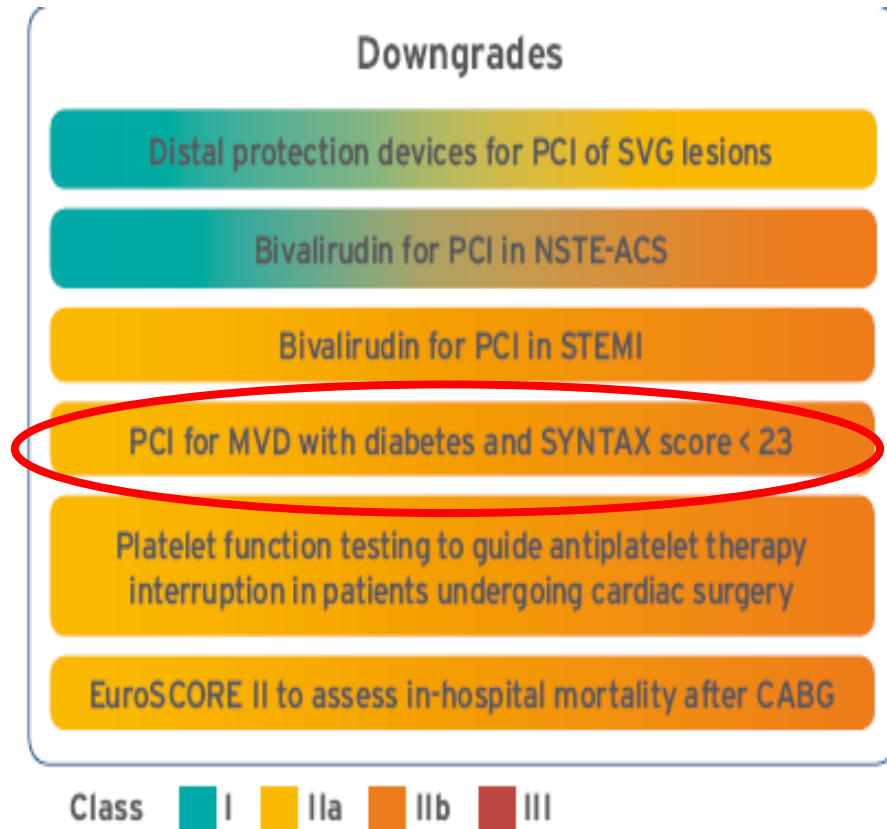 Downgrades
Distal protection devices for PCI of SVG lesions
Bivalirudin for PCI in NSTE-ACS
Bivalirudin for PCI in STEMI
PCI for MVD with diabetes and SYNTAX score < 23
Platelet function testing to guide antiplatelet therapy
interruption in patients undergoing cardiac surgery
EuroSCORE II to assess in-hospital mortality after CABG
Class I IIa IIb III